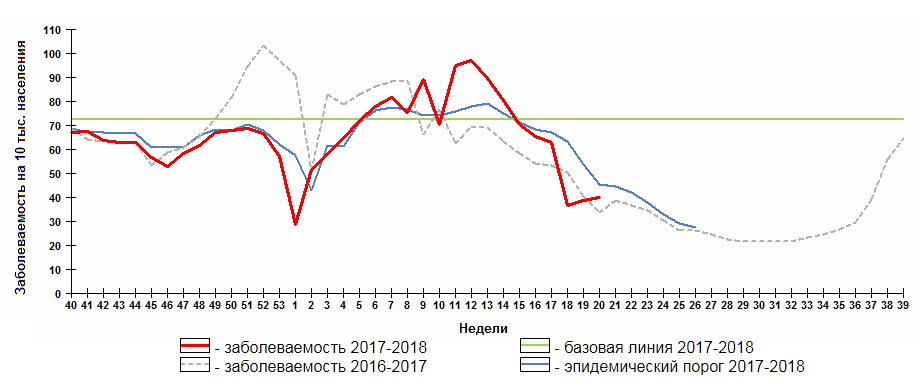 Заболеваемость на 10 тыс. населения
110
100
90
80
70
60
50
40
30
20
10
0
40 41 42 43 44 45 46 47 48 49 50 51 52 53 1 2 3 4 5 6 7 8 9 10 11 12 13 14 15 16 17 18 19 20 21 22 23 24 25 26 27 28 29 30 31 32 33 34 35 36 37 38 39
Недели
- заболеваемость 2017-2018
- базовая линия 2017-2018
- заболеваемость 2016-2017
- эпидемический порог 2017-2018